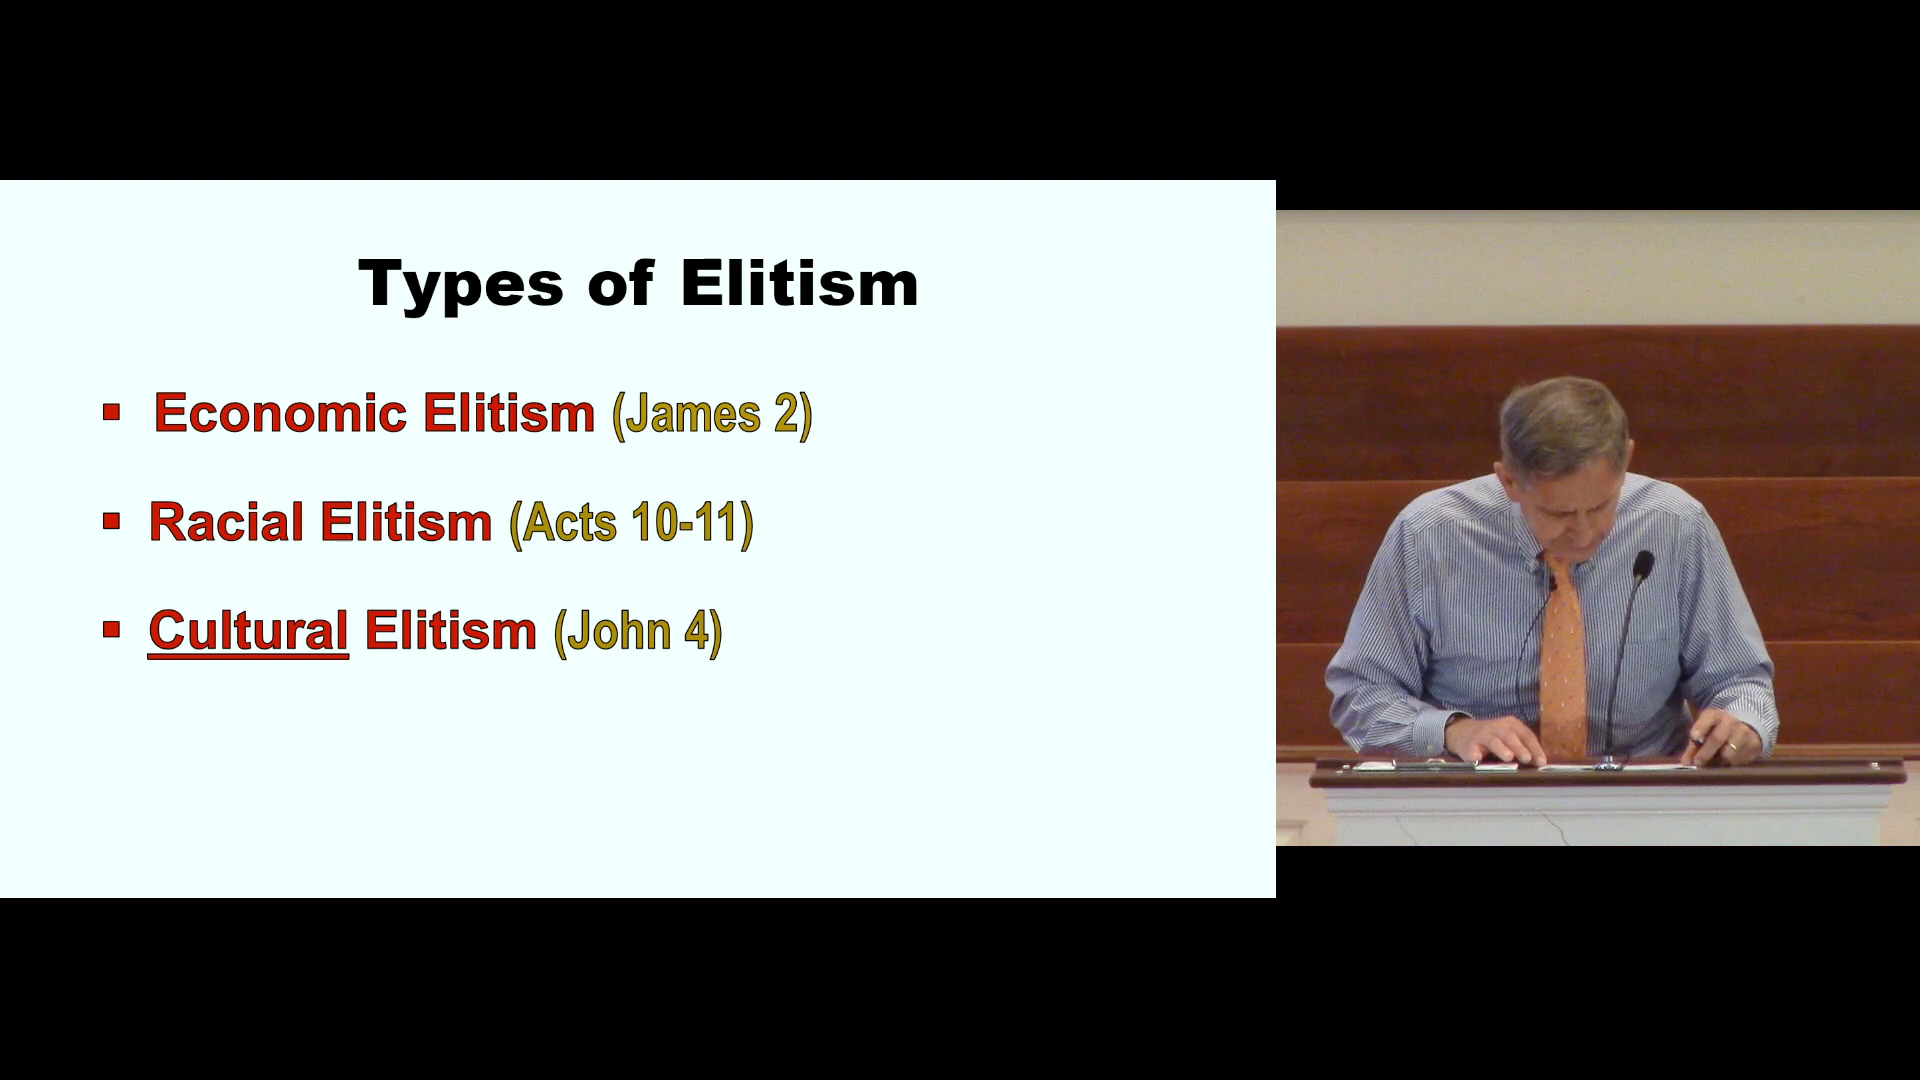 Types of Elitism
▪ Economic Elitism (James 2)
▪ Racial Elitism (Acts 10-11)
▪ Cultural Elitism (John 4)